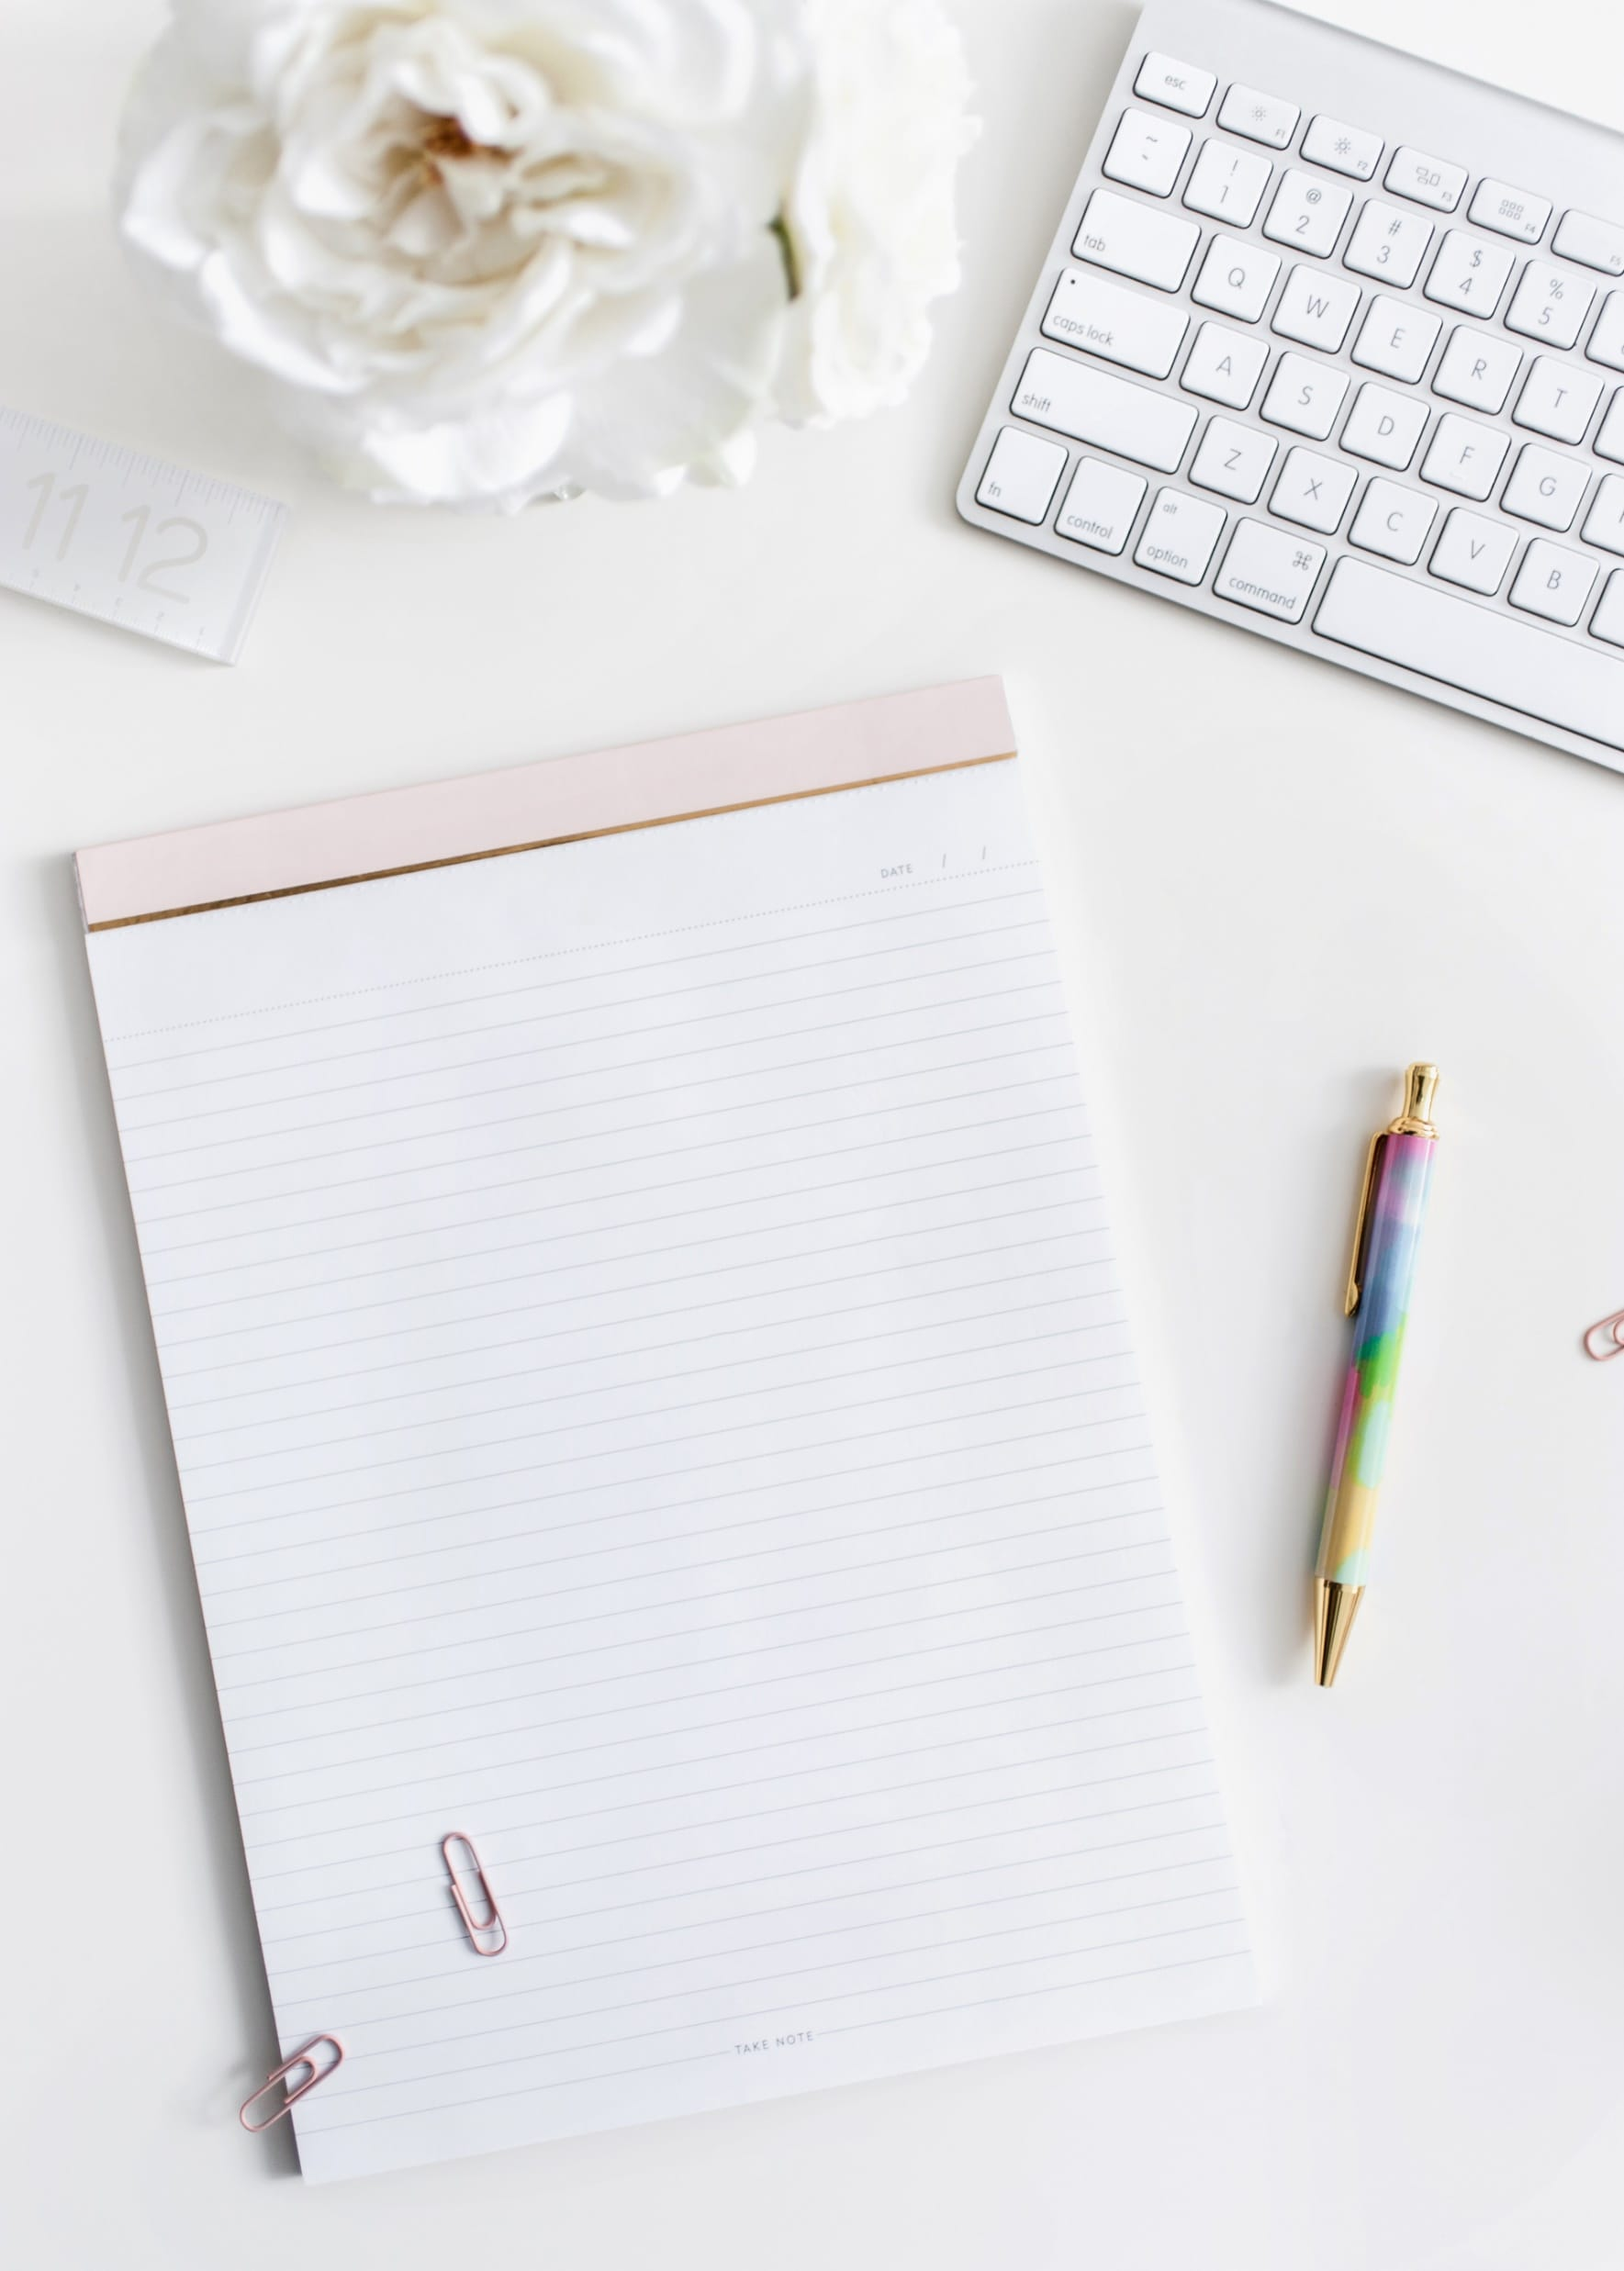 esc
F1 F2 F3 F4 F5
~ ! 1 @ 2 # 3 $ 4 % 5
tab Q W E R T
caps lock A S D F G
shift Z X C V B
fn control alt option ⌘ command
11 12
DATE / /
TAKE NOTE